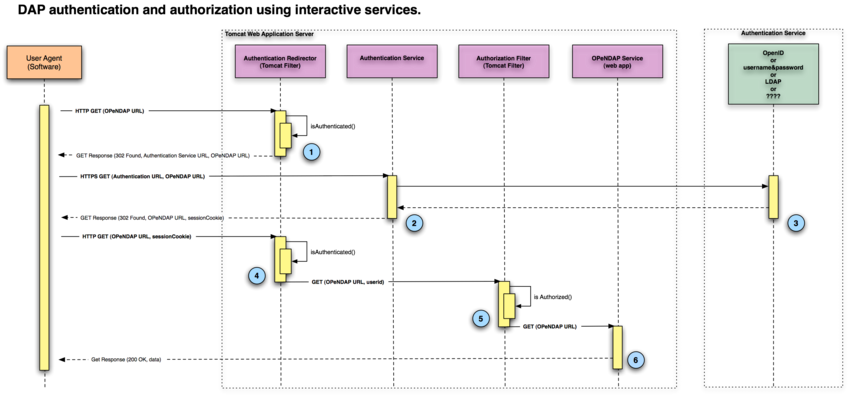 DAP authentication and authorization using interactive services.
Tomcat Web Application Server
Authentication Service
User Agent
(Software)
Authentication Redirector
(Tomcat Filter)
Authentication Service
Authorization Filter
(Tomcat Filter)
OPeNDAP Service
(web app)
OpenID
or
username&password
or
LDAP
or
????
HTTP GET (OPeNDAP URL)
isAuthenticated()
1
GET Response (302 Found, Authentication Service URL, OPeNDAP URL)
HTTPS GET (Authentication URL, OPeNDAP URL)
GET Response (302 Found, OPeNDAP URL, sessionCookie)
2
3
HTTP GET (OPeNDAP URL, sessionCookie)
isAuthenticated()
4
GET (OPeNDAP URL, userid)
is Authorized()
5
GET (OPeNDAP URL)
Get Response (200 OK, data)
6